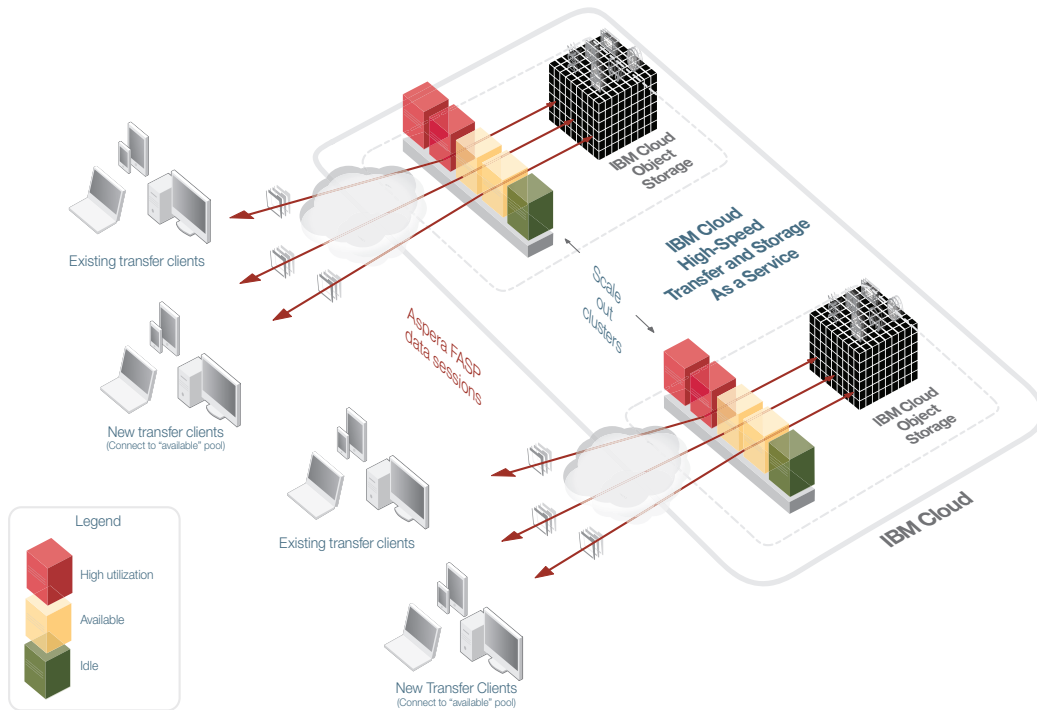 IBM Cloud
Object
Storage
Existing transfer clients
IBM Cloud
High-Speed
Transfer and Storage
As a Service
Scale
out
clusters
Aspera FASP
data sessions
New transfer clients
(Connect to “available” pool)
IBM Cloud
Object
Storage
IBM Cloud
Existing transfer clients
New Transfer Clients
(Connect to “available” pool)
Legend
High utilization
Available
Idle